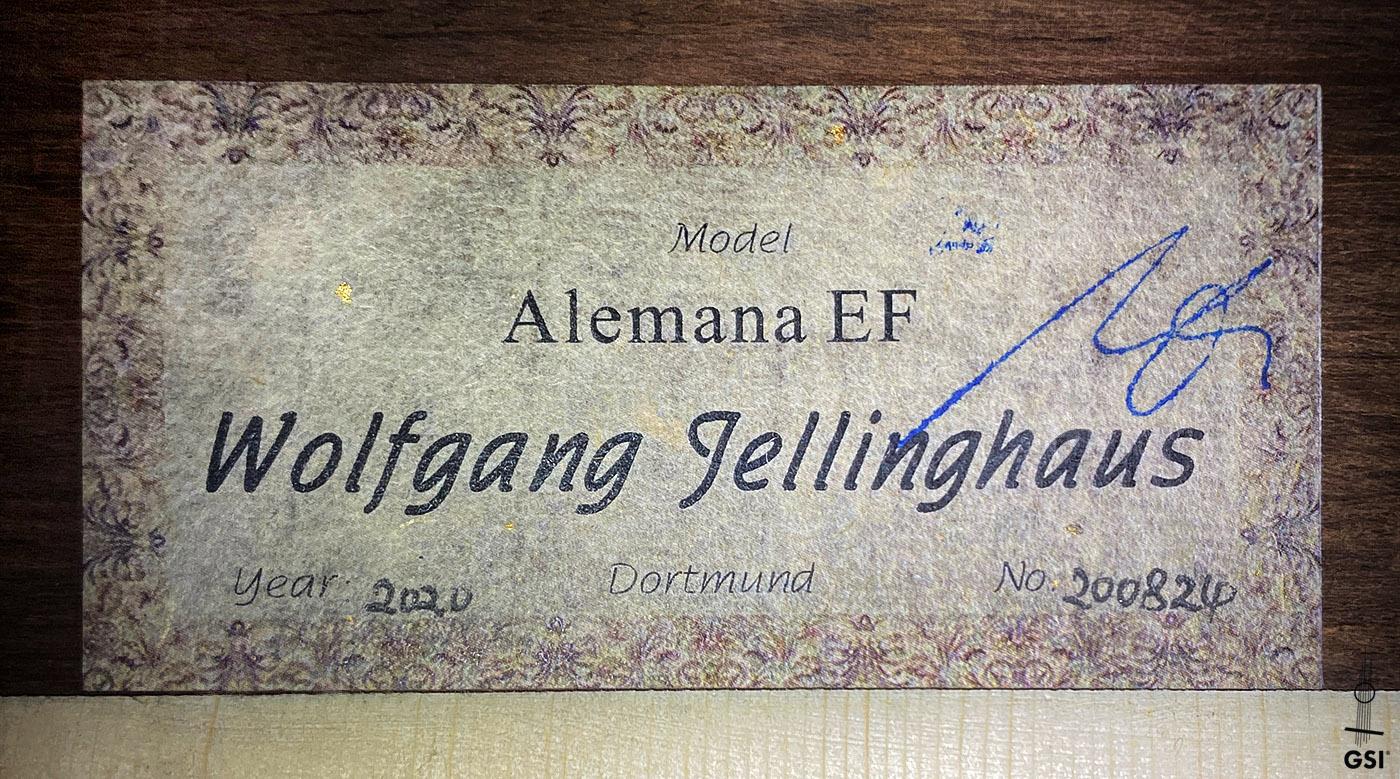 Model
Alemana EF
Wolfgang Jellinghaus
Year: 2020 Dortmund No: 200824
GSI